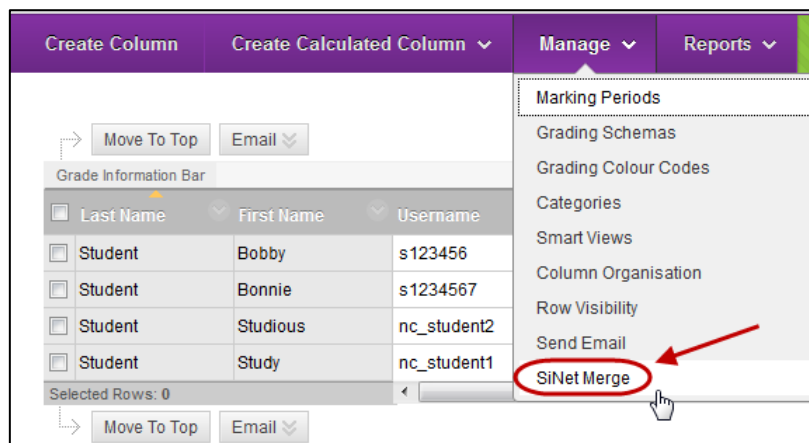 Create Column Create Calculated Column Manage Reports
Marking Periods
Grading Schemas
Grading Colour Codes
Categories
Smart Views
Column Organisation
Row Visibility
Send Email
SiNet Merge
Move To Top Email
Grade Information Bar
Last Name First Name Username
Student Bobby s123456
Student Bonnie s1234567
Student Studious nc_student2
Student Study nc_student1
Selected Rows: 0
Move To Top Email